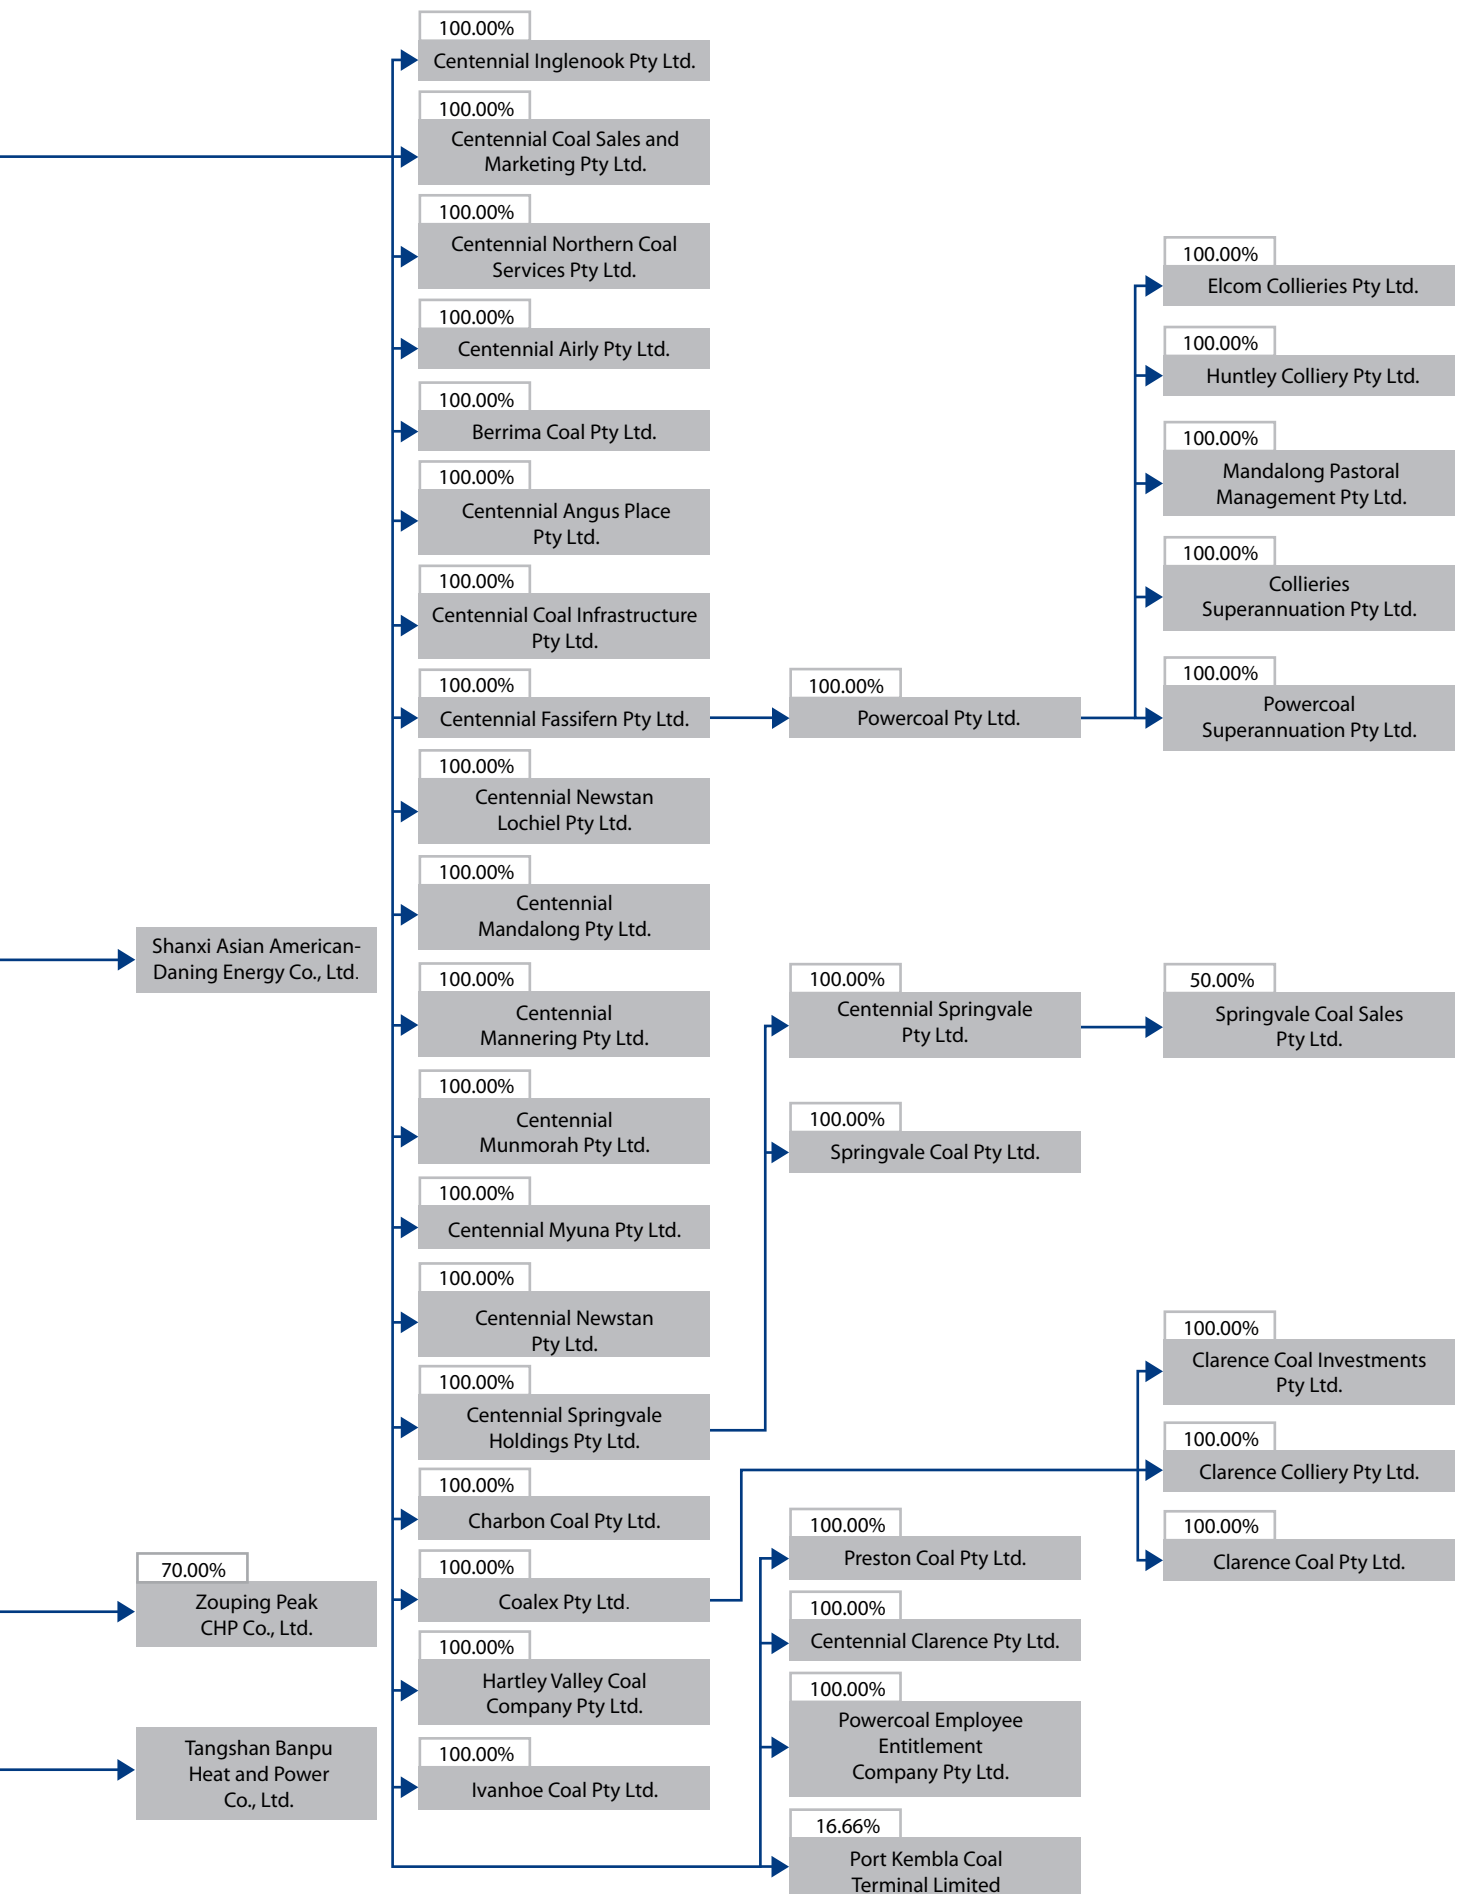 100.00%
Centennial Inglenook Pty Ltd.
100.00%
Centennial Coal Sales and
Marketing Pty Ltd.
100.00%
Centennial Northern Coal
Services Pty Ltd.
100.00%
Centennial Airly Pty Ltd.
100.00%
Berrima Coal Pty Ltd.
100.00%
Centennial Angus Place
Pty Ltd.
100.00%
Centennial Coal Infrastructure
Pty Ltd.
100.00%
Centennial Fassifern Pty Ltd.
100.00%
Powercoal Pty Ltd.
100.00%
Elcom Collieries Pty Ltd.
100.00%
Huntley Colliery Pty Ltd.
100.00%
Mandalong Pastoral
Management Pty Ltd.
100.00%
Collieries
Superannuation Pty Ltd.
100.00%
Powercoal
Superannuation Pty Ltd.
100.00%
Centennial Newstan
Lochiel Pty Ltd.
100.00%
Centennial
Mandalong Pty Ltd.
Shanxi Asian American-
Daning Energy Co., Ltd.
100.00%
Centennial
Mannering Pty Ltd.
100.00%
Centennial
Munmorah Pty Ltd.
100.00%
Centennial Myuna Pty Ltd.
100.00%
Centennial Newstan
Pty Ltd.
100.00%
Centennial Springvale
Holdings Pty Ltd.
100.00%
Centennial Springvale
Pty Ltd.
50.00%
Springvale Coal Sales
Pty Ltd.
100.00%
Springvale Coal Pty Ltd.
100.00%
Charbon Coal Pty Ltd.
100.00%
Coalex Pty Ltd.
100.00%
Clarence Coal Investments
Pty Ltd.
100.00%
Clarence Colliery Pty Ltd.
100.00%
Clarence Coal Pty Ltd.
70.00%
Zouping Peak
CHP Co., Ltd.
100.00%
Hartley Valley Coal
Company Pty Ltd.
100.00%
Ivanhoe Coal Pty Ltd.
Tangshan Banpu
Heat and Power
Co., Ltd.
100.00%
Preston Coal Pty Ltd.
100.00%
Centennial Clarence Pty Ltd.
100.00%
Powercoal Employee
Entitlement
Company Pty Ltd.
16.66%
Port Kembla Coal
Terminal Limited